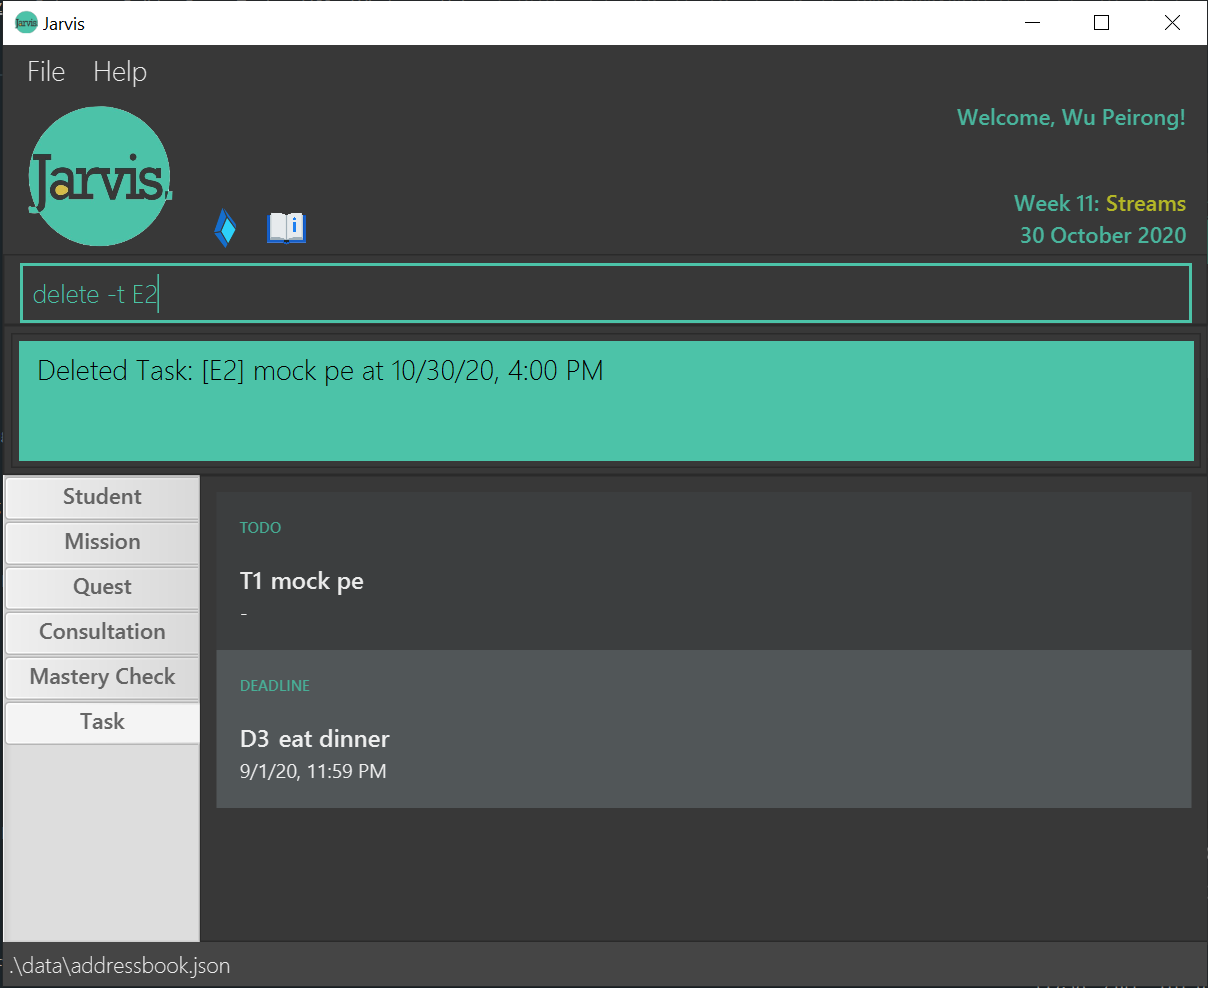 Jarvis Jarvis
File Help
Welcome, Wu Peirong!
Jarvis.
Week 11: Streams
30 October 2020
delete -t E2
Deleted Task: [E2] mock pe at 10/30/20, 4:00 PM
Student
Mission
Quest
Consultation
Mastery Check
Task
TODO
T1 mock pe
-
DEADLINE
D3 eat dinner
9/1/20, 11:59 PM
.\data\addressbook.json